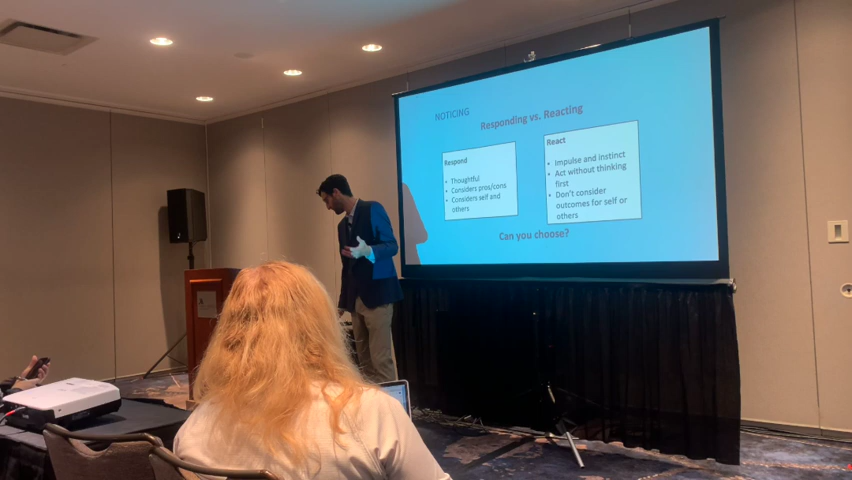 NOTICING
Responding vs. Reacting
Respond
• Thoughtful
• Considers pros/cons
• Considers self and
others
React
• Impulse and instinct
• Act without thinking
first
• Don't consider
outcomes for self or
others
Can you choose?